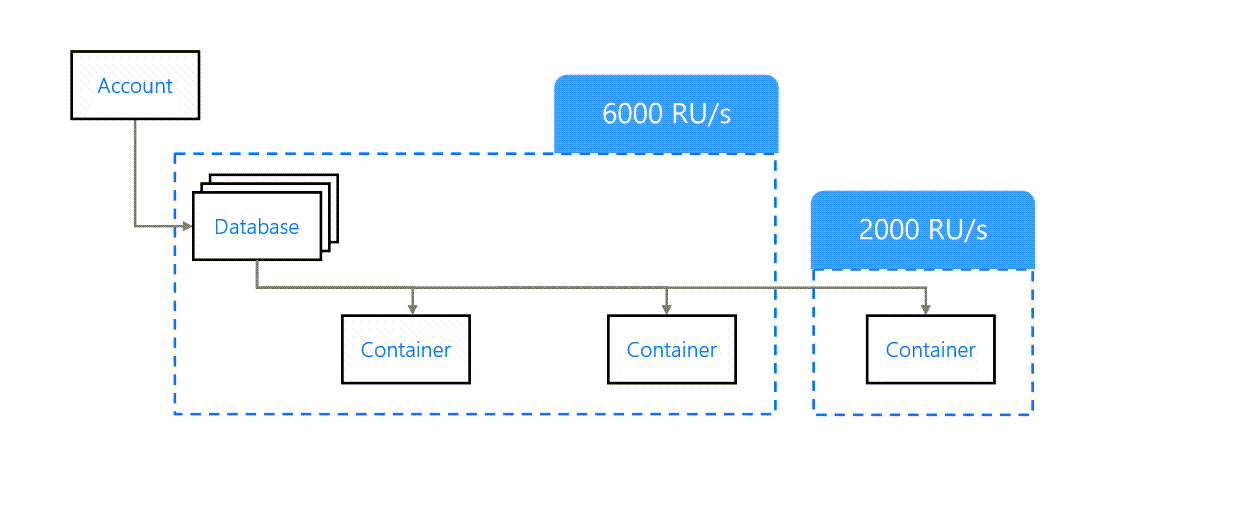 Account
6000 RU/s
Database
2000 RU/s
Container
Container
Container